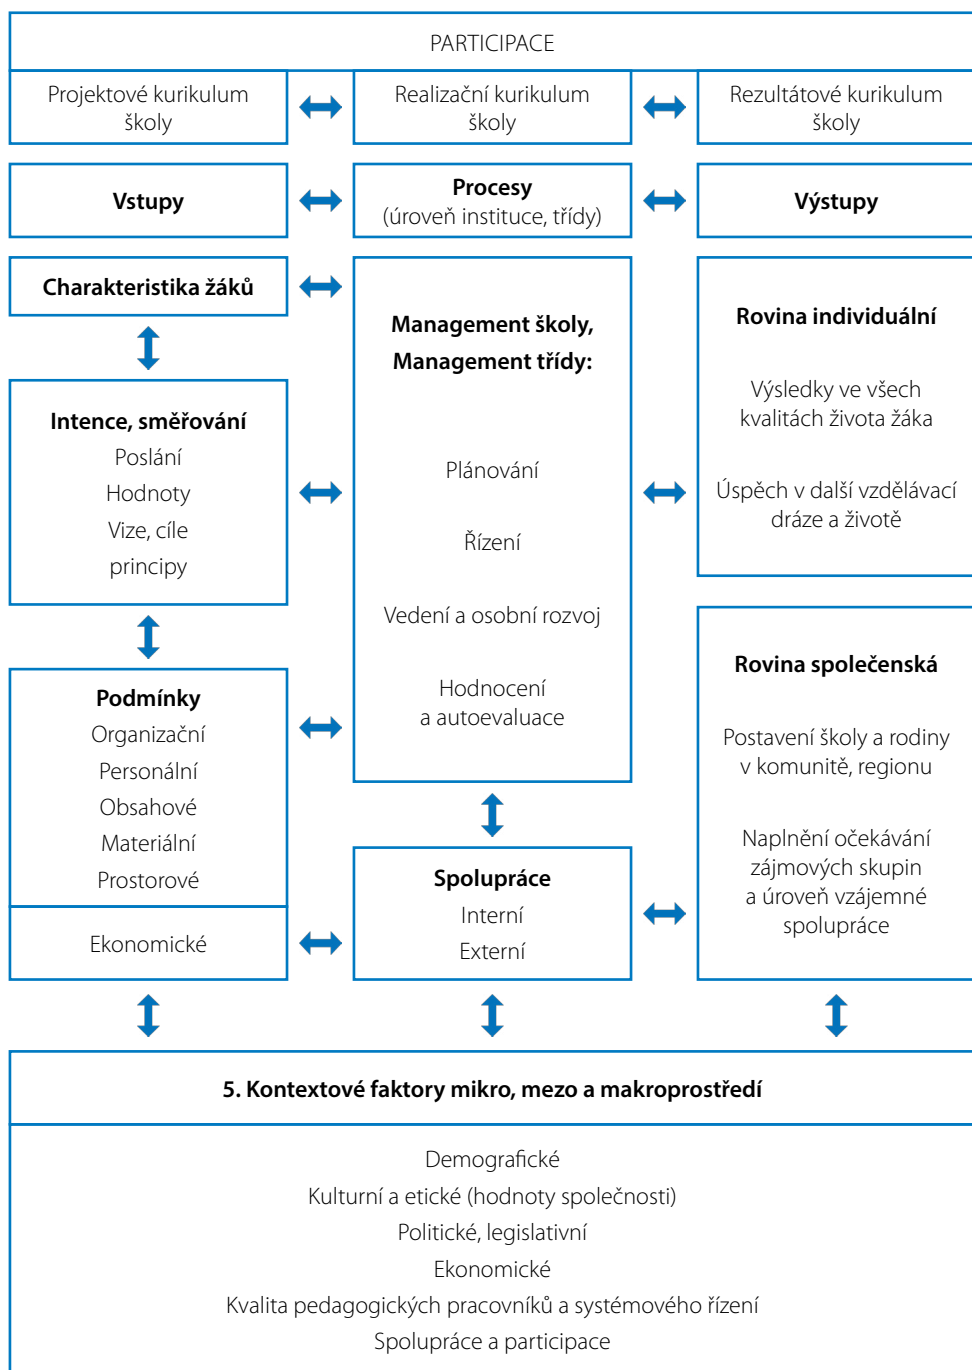 PARTICIPACE
Projektové kurikulum
školy
Realizační kurikulum
školy
Rezultátové kurikulum
školy
Vstupy
Procesy
(úroveň instituce, třídy)
Výstupy
Charakteristika žáků
Intence, směřování
Poslání
Hodnoty
Vize, cíle
principy
Podmínky
Organizační
Personální
Obsahové
Materiální
Prostorové
Ekonomické
Management školy,
Management třídy:
Plánování
Řízení
Vedení a osobní rozvoj
Hodnocení
a autoevaluace
Spolupráce
Interní
Externí
Rovina individuální
Výsledky ve všech
kvalitách života žáka
Úspěch v další vzdělávací
dráze a životě
Rovina společenská
Postavení školy a rodiny
v komunitě, regionu
Naplnění očekávání
zájmových skupin
a úroveň vzájemné
spolupráce
5. Kontextové faktory mikro, mezo a makroprostředí
Demografické
Kulturní a etické (hodnoty společnosti)
Politické, legislativní
Ekonomické
Kvalita pedagogických pracovníků a systémového řízení
Spolupráce a participace